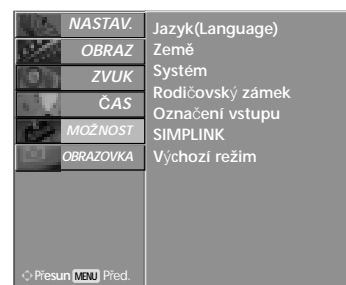 NASTAV.
OBRAZ
ZVUK
ČAS
MOŽNOST
OBRAZOVKA
Jazyk(Language)
Země
Systém
Rodičovský zámek
Označení vstupu
SIMPLINK
Výchozí režim
Přesun MENU Před.